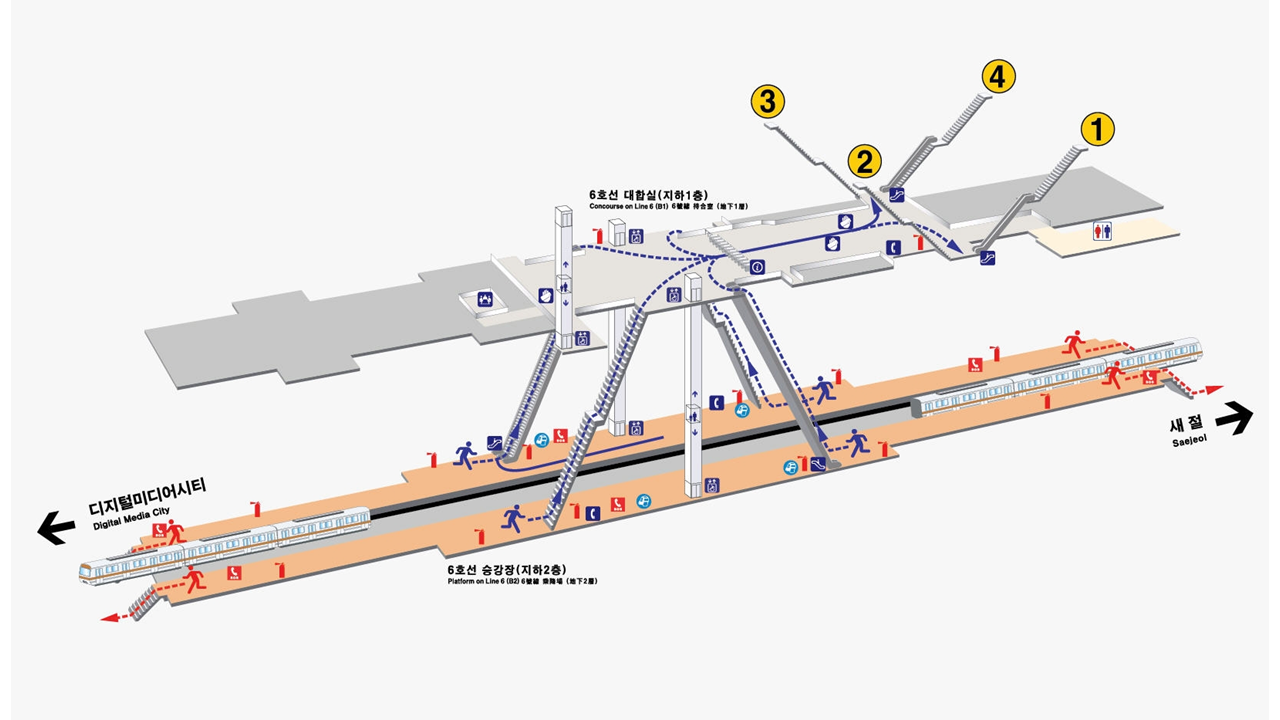 3
4
1
2
6호선 대합실(지하1층)
Concourse on Line 6 (B1) 6號線 待合室 (地下1層)
새 절
Saejeol
디지털미디어시티
Digital Media City
6호선 승강장(지하2층)
Platform on Line 6 (B2) 6號線 乘降場 (地下2層)